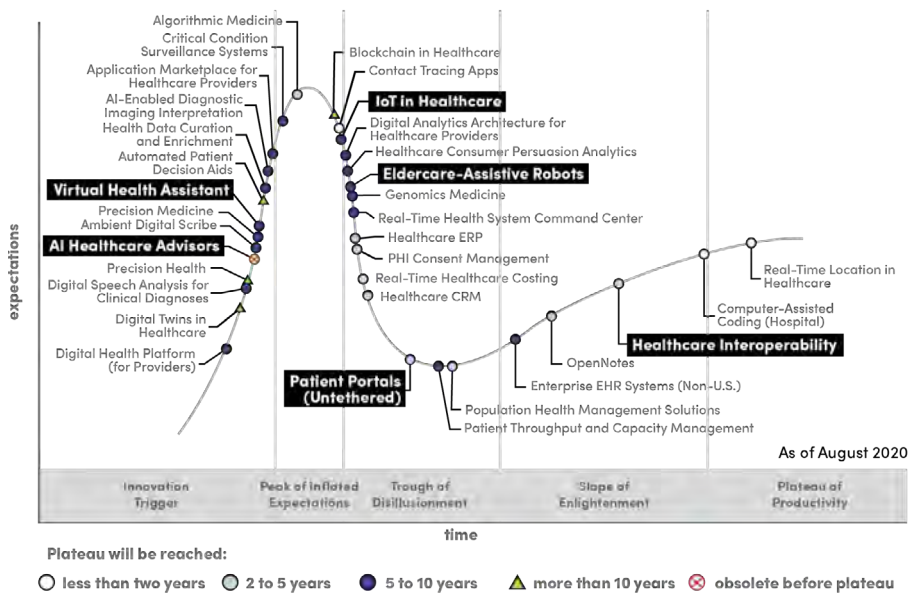 Algorithmic Medicine
Critical Condition
Surveillance Systems
Application Marketplace for
Healthcare Providers
AI-Enabled Diagnostic
Imaging Interpretation
Health Data Curation
and Enrichment
Automated Patient
Decision Aids
Virtual Health Assistant
Precision Medicine
Ambient Digital Scribe
AI Healthcare Advisors
Precision Health
Digital Speech Analysis for
Clinical Diagnoses
Digital Twins in
Healthcare
Digital Health Platform
(for Providers)
Blockchain in Healthcare
Contact Tracing Apps
IoT in Healthcare
Digital Analytics Architecture for
Healthcare Providers
Healthcare Consumer Persuasion Analytics
Eldercare-Assistive Robots
Genomics Medicine
Real-Time Health System Command Center
Healthcare ERP
PHI Consent Management
Real-Time Healthcare Costing
Healthcare CRM
Patient Portals
(Untethered)
Population Health Management Solutions
Patient Throughput and Capacity Management
Enterprise EHR Systems (Non-U.S.)
OpenNotes
Healthcare Interoperability
Computer-Assisted
Coding (Hospital)
Real-Time Location in
Healthcare
expectations
As of August 2020
Innovation
Trigger
Peak of Inflated
Expectations
Trough of
Disillusionment
Slope of
Enlightenment
Plateau of
Productivity
time
Plateau will be reached:
less than two years
2 to 5 years
5 to 10 years
more than 10 years
obsolete before plateau